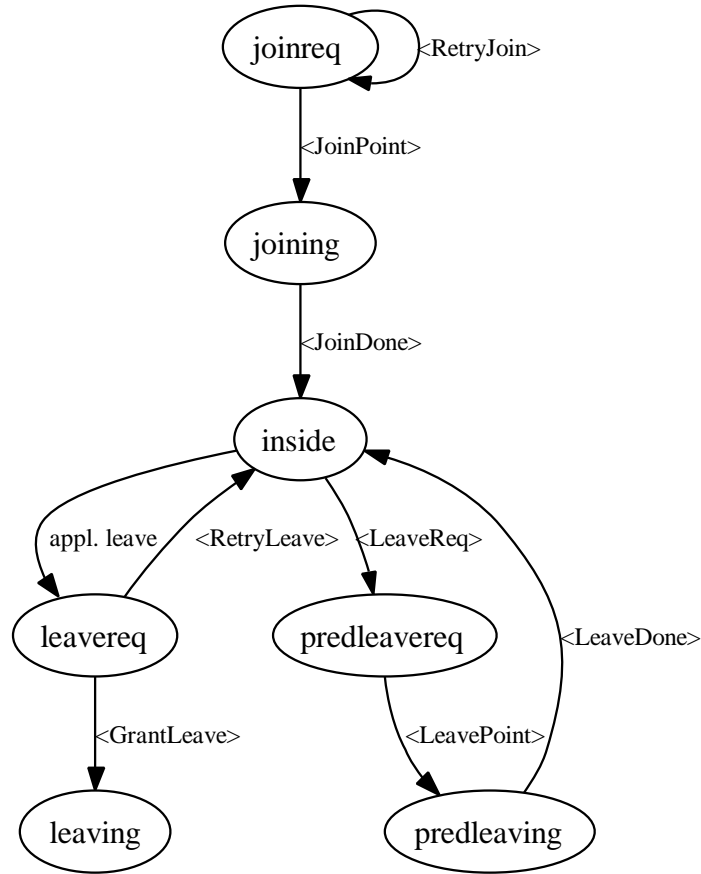 joinreq
<RetryJoin>
<JoinPoint>
joining
<JoinDone>
inside
appl. leave
<RetryLeave>
<LeaveReq>
leavereq
predleavereq
<LeaveDone>
<GrantLeave>
<LeavePoint>
leaving
predleaving